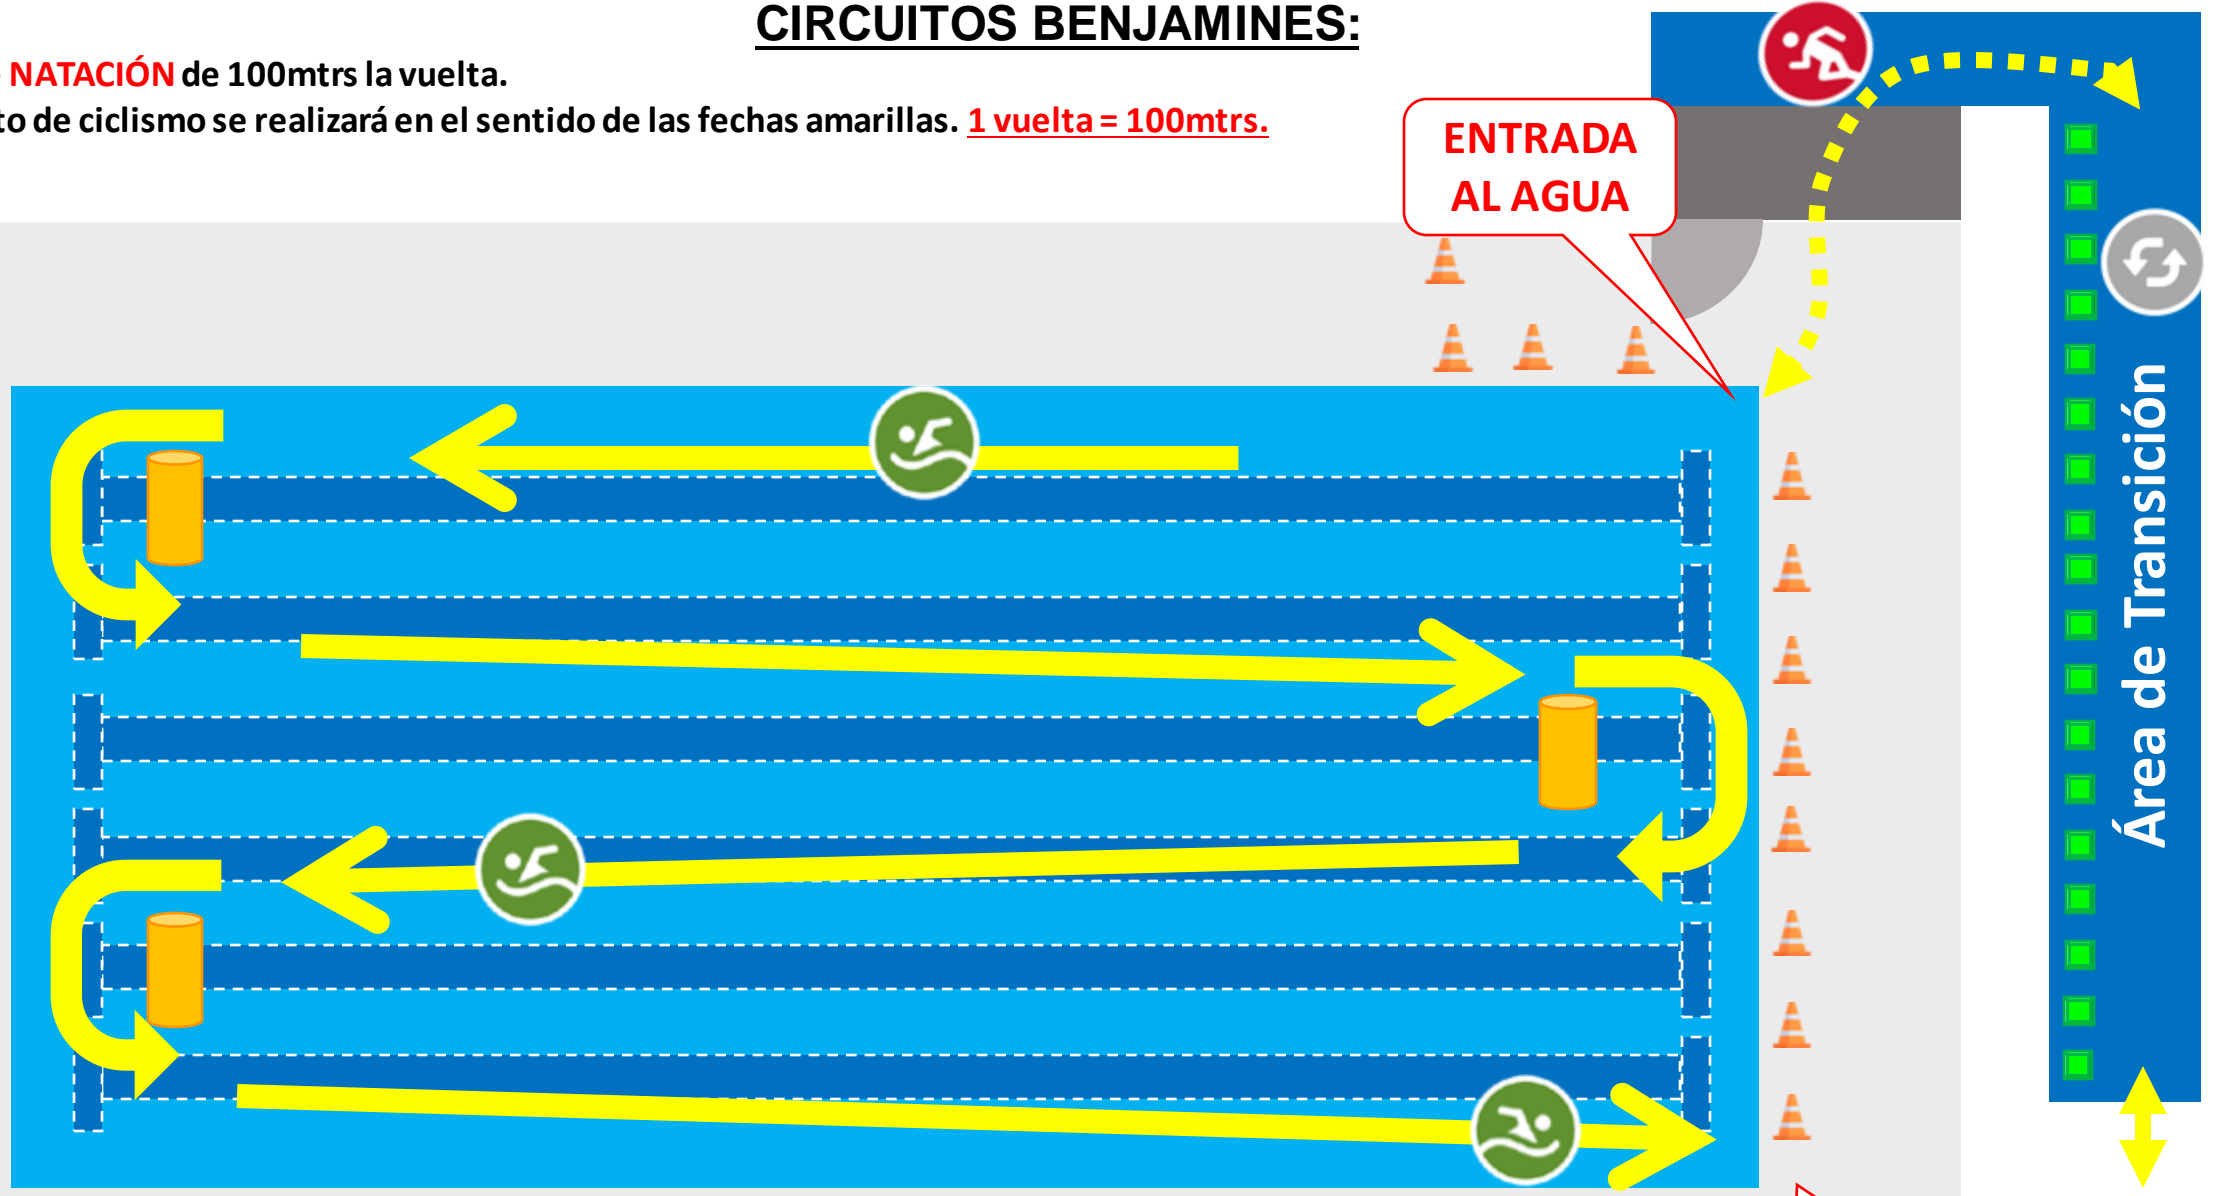 CIRCUITOS BENJAMINES:
NATACIÓN de 100mtrs la vuelta.
to de ciclismo se realizará en el sentido de las fechas amarillas. 1 vuelta = 100mtrs.
ENTRADA
AL AGUA
Área de Transición